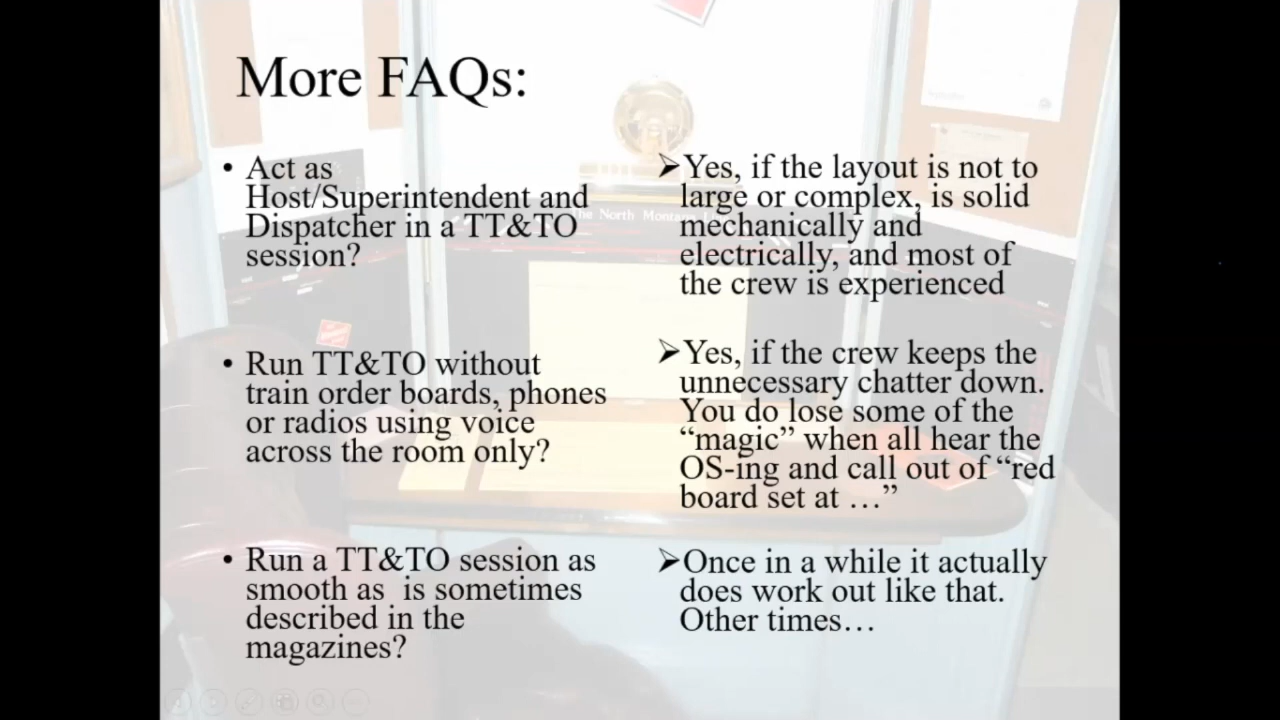 More FAQs:
• Act as
Host/Superintendent and
Dispatcher in a TT&TO
session?
➢Yes, if the layout is not to
large or complex, is solid
mechanically and
electrically, and most of
the crew is experienced
• Run TT&TO without
train order boards, phones
or radios using voice
across the room only?
➢Yes, if the crew keeps the
unnecessary chatter down.
You do lose some of the
“magic” when all hear the
OS-ing and call out of “red
board set at …”
• Run a TT&TO session as
smooth as  is sometimes
described in the
magazines?
➢Once in a while it actually
does work out like that.
Other times…
The North Montana